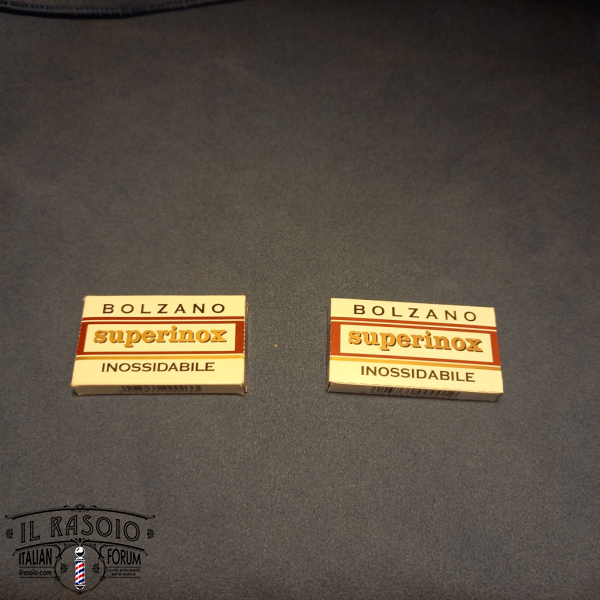 BOLZANO
superinox
INOSSIDABILE
BOLZANO
superinox
INOSSIDABILE
IL RASOIO
ITALIAN FORUM
ilrasoio.com